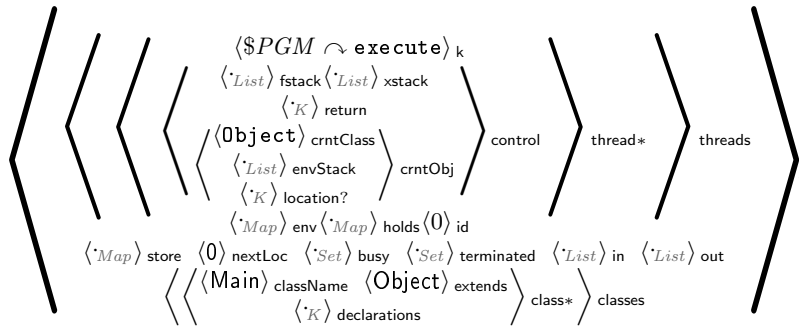 ⟨$PGM ↷ execute⟩ k
⟨·List⟩ fstack ⟨·List⟩ xstack
⟨·K⟩ return
⟨Object⟩ crntClass
⟨·List⟩ envStack
⟨·K⟩ location?
crntObj
control
thread*
threads
⟨·Map⟩ env ⟨·Map⟩ holds ⟨0⟩ id
⟨·Map⟩ store ⟨0⟩ nextLoc ⟨·Set⟩ busy ⟨·Set⟩ terminated ⟨·List⟩ in ⟨·List⟩ out
⟨Main⟩ className ⟨Object⟩ extends
⟨·K⟩ declarations
class*
classes